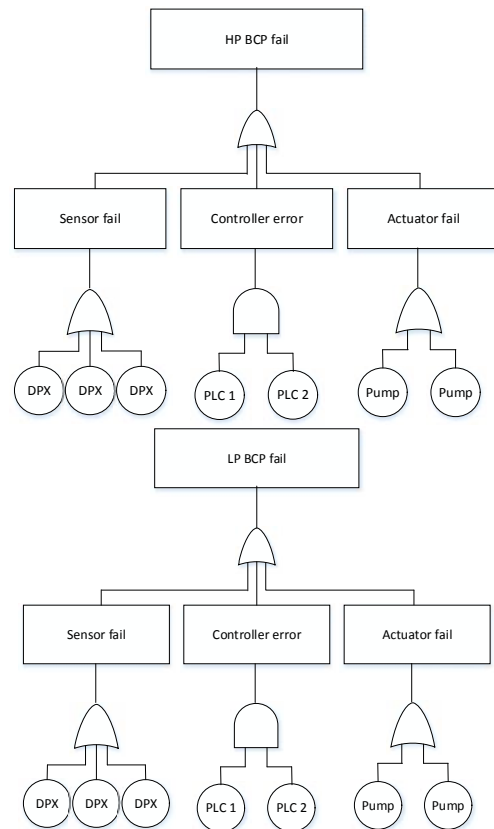 HP BCP fail
Sensor fail
Controller error
Actuator fail
DPX
DPX
DPX
PLC 1
PLC 2
Pump
Pump
LP BCP fail
Sensor fail
Controller error
Actuator fail
DPX
DPX
DPX
PLC 1
PLC 2
Pump
Pump